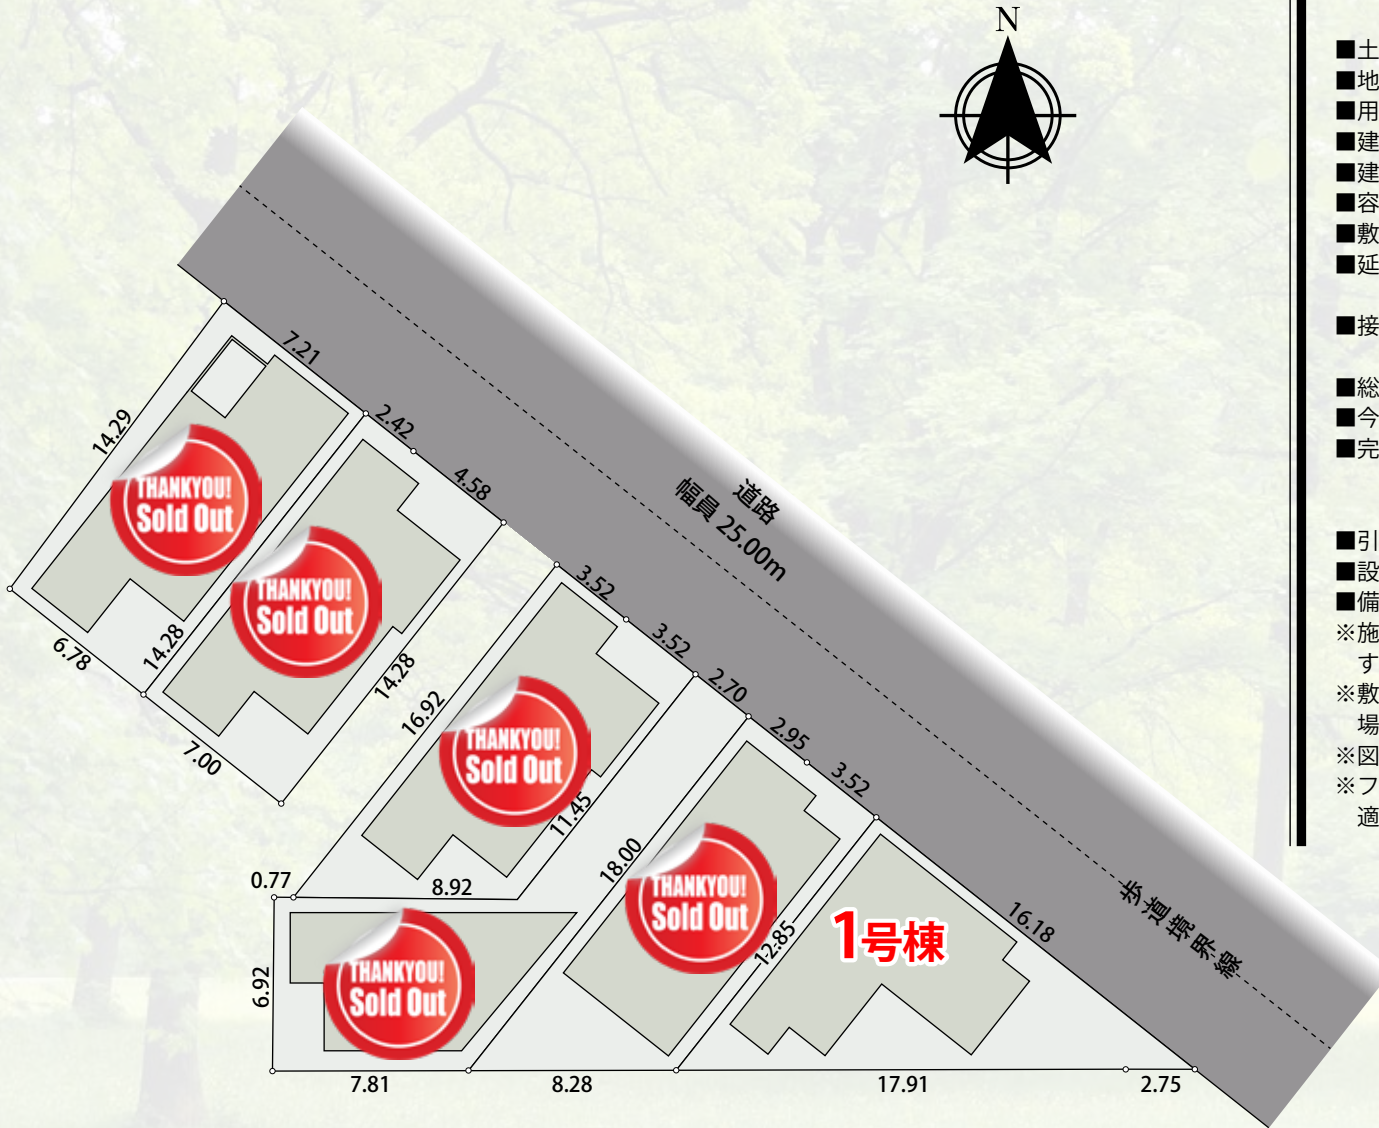 N
■土
■地
■用
■建
■建
■容
■敷
■延
■接
■総
■今
■完
■引
■設
■備
※施
す
※敷
場
※図
※フ
適
7.21
2.42
4.58
14.29
THANKYOU!
Sold Out
6.78
14.28
THANKYOU!
Sold Out
14.28
7.00
道路
幅員 25.00m
3.52
3.52
2.70
2.95
3.52
16.92
THANKYOU!
Sold Out
11.45
18.00
THANKYOU!
Sold Out
12.85
1号棟
16.18
歩道境界線
0.77
8.92
6.92
THANKYOU!
Sold Out
7.81
8.28
17.91
2.75